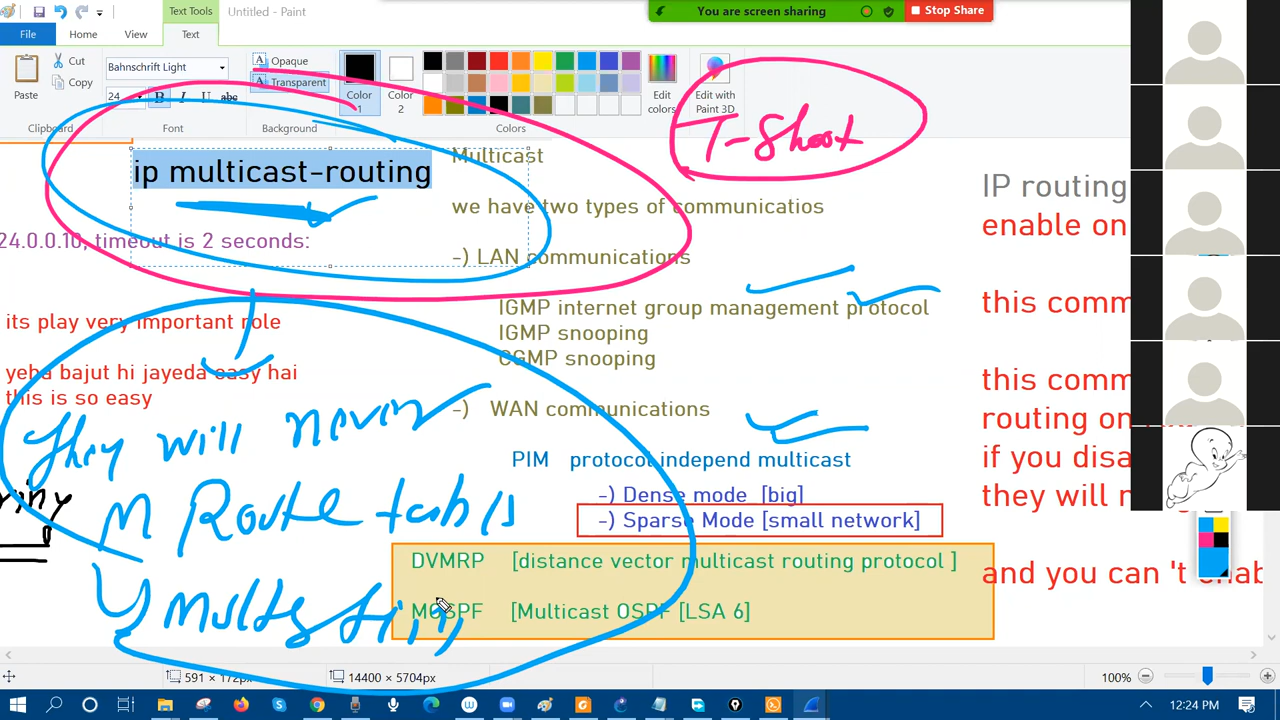 Untitled - Paint
Text Tools
You are screen sharing
Stop Share
File
Home
View
Text
Paste
Cut
Copy
Bahnschrift Light
24
B I U abc
Opaque
Transparent
Color 1
Color 2
Edit colors
Edit with Paint 3D
Clipboard
Font
Background
Colors
T-Shoot
ip multicast-routing
24.0.0.10, timeout is 2 seconds:
its play very important role
yeha bajut hi jayeda easy hai
this is so easy
They will never
M Route table
Multicast
we have two types of communicatios
-) LAN communications
IGMP internet group management protocol
IGMP snooping
CGMP snooping
-) WAN communications
PIM protocol independ multicast
-) Dense mode [big]
-) Sparse Mode [small network]
DVMRP [distance vector multicast routing protocol ]
MOSPF [Multicast OSPF [LSA 6]
IP routing
enable on
this comm
this comm
routing on
if you disa
they will
and you can 't enab
591 × 172px
14400 × 5704px
100%
12:24 PM